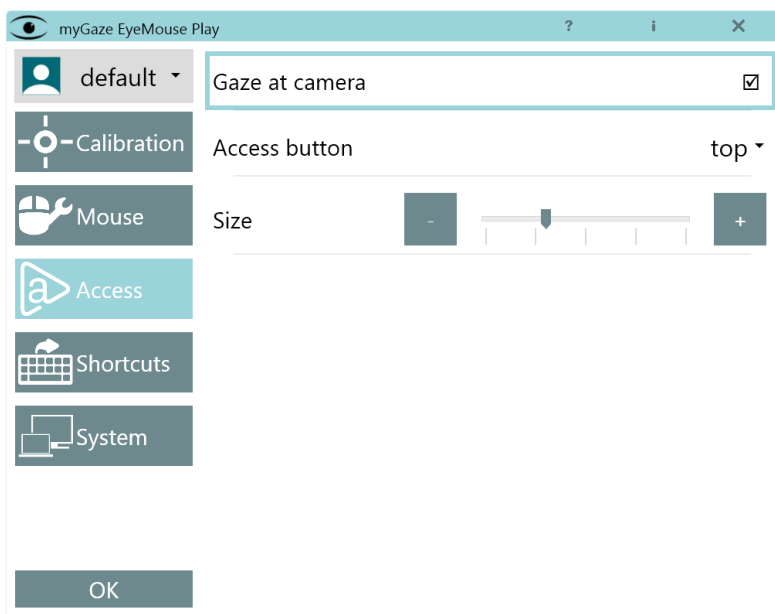 myGaze EyeMouse Play ? i ✕
default
Gaze at camera ☑
Calibration
Access button top
Mouse
Size - +
Access
Shortcuts
System
OK